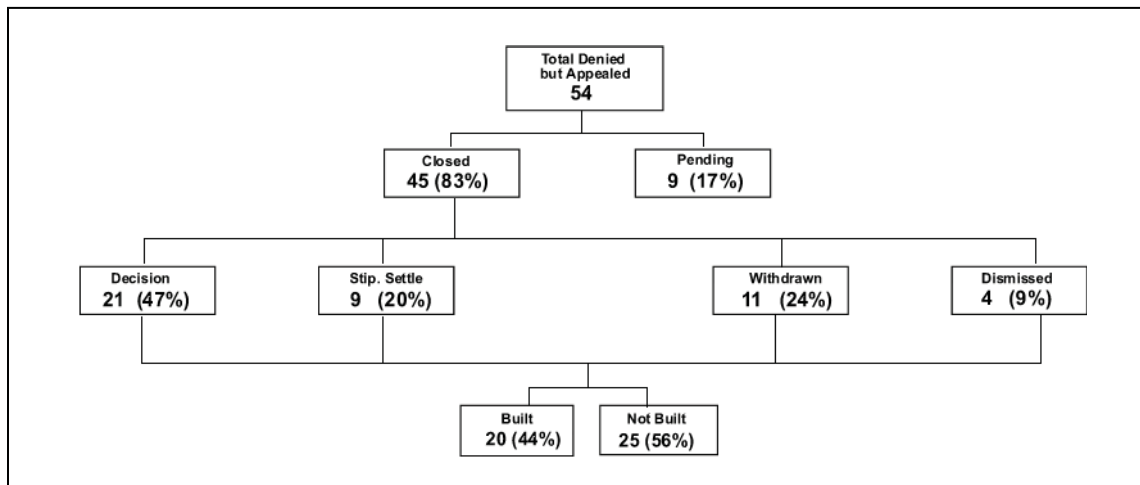 Total Denied
but Appealed
54
Closed
45 (83%)
Pending
9 (17%)
Decision
21 (47%)
Stip. Settle
9 (20%)
Withdrawn
11 (24%)
Dismissed
4 (9%)
Built
20 (44%)
Not Built
25 (56%)